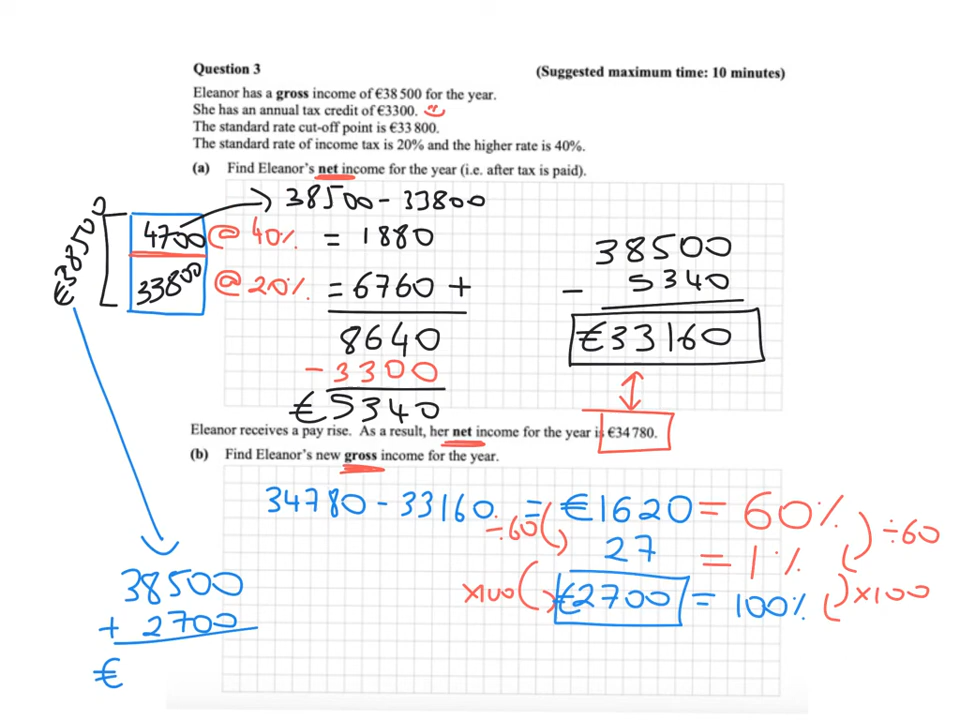 Question 3 (Suggested maximum time: 10 minutes)
Eleanor has a gross income of €38 500 for the year.
She has an annual tax credit of €3300.
The standard rate cut-off point is €33 800.
The standard rate of income tax is 20% and the higher rate is 40%.
(a) Find Eleanor's net income for the year (i.e. after tax is paid).
38500 - 33800
€38500
4700 @ 40% = 1880
33800 @ 20% = 6760 +
8640
- 3300
€5340
38500
- 5340
€33160
Eleanor receives a pay rise. As a result, her net income for the year is €34 780.
(b) Find Eleanor's new gross income for the year.
34780 - 33160 = €1620 = 60%
÷60 ÷60
27 = 1%
x100 x100
€2700 = 100%
38500
+ 2700
€